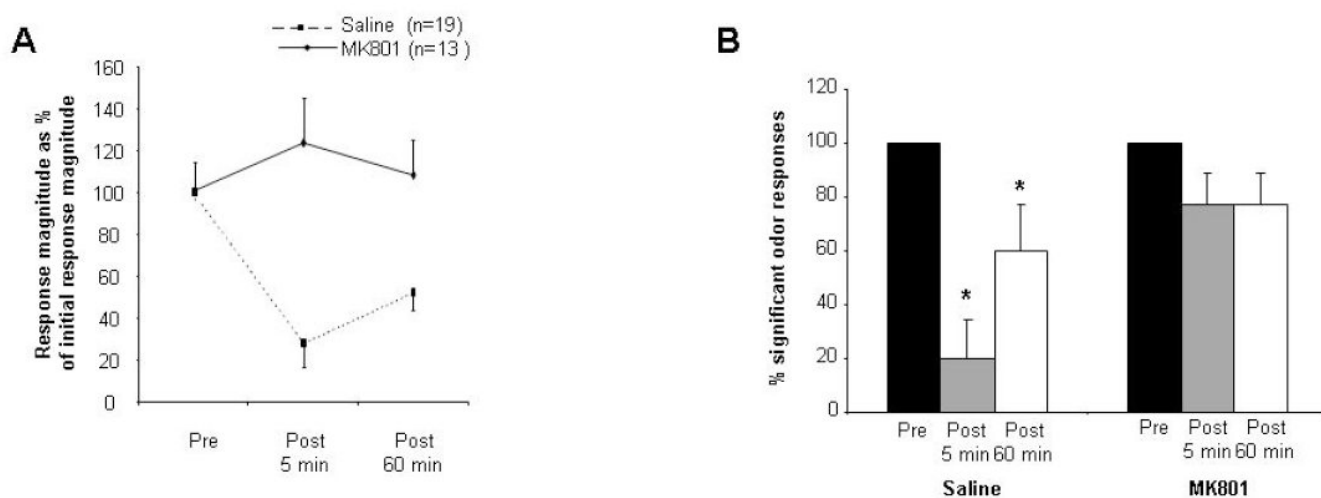 A
Saline (n=19)
MK801 (n=13 )
Response magnitude as %
of initial response magnitude
160
140
120
100
80
60
40
20
0
Pre
Post
5 min
Post
60 min
B
% significant odor responses
120
100
80
60
40
20
0
*
*
Pre
Post
5 min
Post
60 min
Pre
Post
5 min
Post
60 min
Saline
MK801